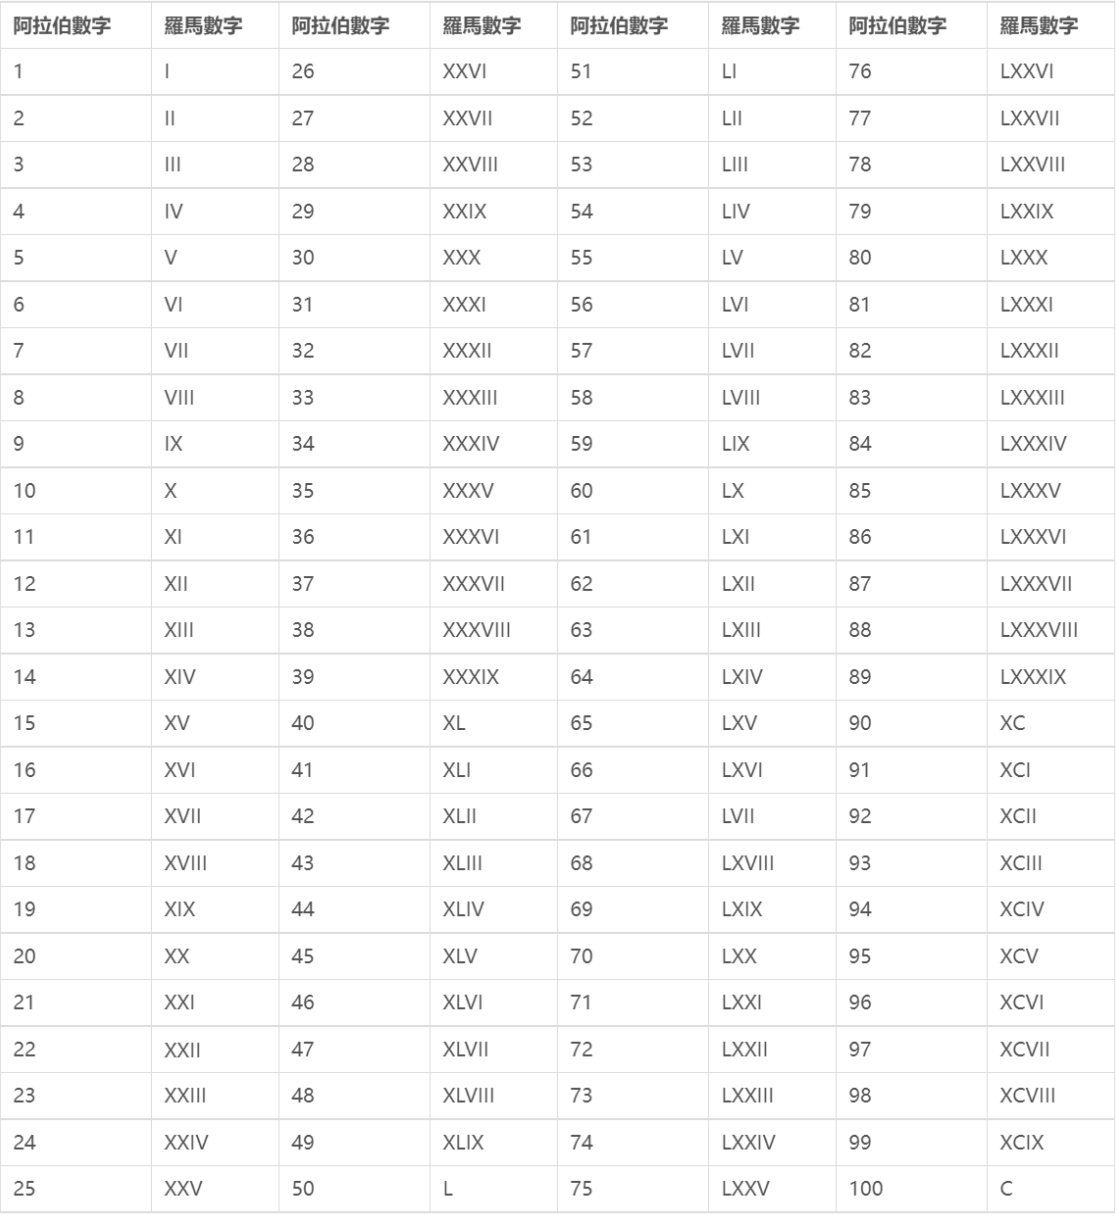 阿拉伯數字 羅馬數字 阿拉伯數字 羅馬數字 阿拉伯數字 羅馬數字 阿拉伯數字 羅馬數字
1 I 26 XXVI 51 LI 76 LXXVI
2 II 27 XXVII 52 LII 77 LXXVII
3 III 28 XXVIII 53 LIII 78 LXXVIII
4 IV 29 XXIX 54 LIV 79 LXXIX
5 V 30 XXX 55 LV 80 LXXX
6 VI 31 XXXI 56 LVI 81 LXXXI
7 VII 32 XXXII 57 LVII 82 LXXXII
8 VIII 33 XXXIII 58 LVIII 83 LXXXIII
9 IX 34 XXXIV 59 LIX 84 LXXXIV
10 X 35 XXXV 60 LX 85 LXXXV
11 XI 36 XXXVI 61 LXI 86 LXXXVI
12 XII 37 XXXVII 62 LXII 87 LXXXVII
13 XIII 38 XXXVIII 63 LXIII 88 LXXXVIII
14 XIV 39 XXXIX 64 LXIV 89 LXXXIX
15 XV 40 XL 65 LXV 90 XC
16 XVI 41 XLI 66 LXVI 91 XCI
17 XVII 42 XLII 67 LVII 92 XCII
18 XVIII 43 XLIII 68 LXVIII 93 XCIII
19 XIX 44 XLIV 69 LXIX 94 XCIV
20 XX 45 XLV 70 LXX 95 XCV
21 XXI 46 XLVI 71 LXXI 96 XCVI
22 XXII 47 XLVII 72 LXXII 97 XCVII
23 XXIII 48 XLVIII 73 LXXIII 98 XCVIII
24 XXIV 49 XLIX 74 LXXIV 99 XCIX
25 XXV 50 L 75 LXXV 100 C